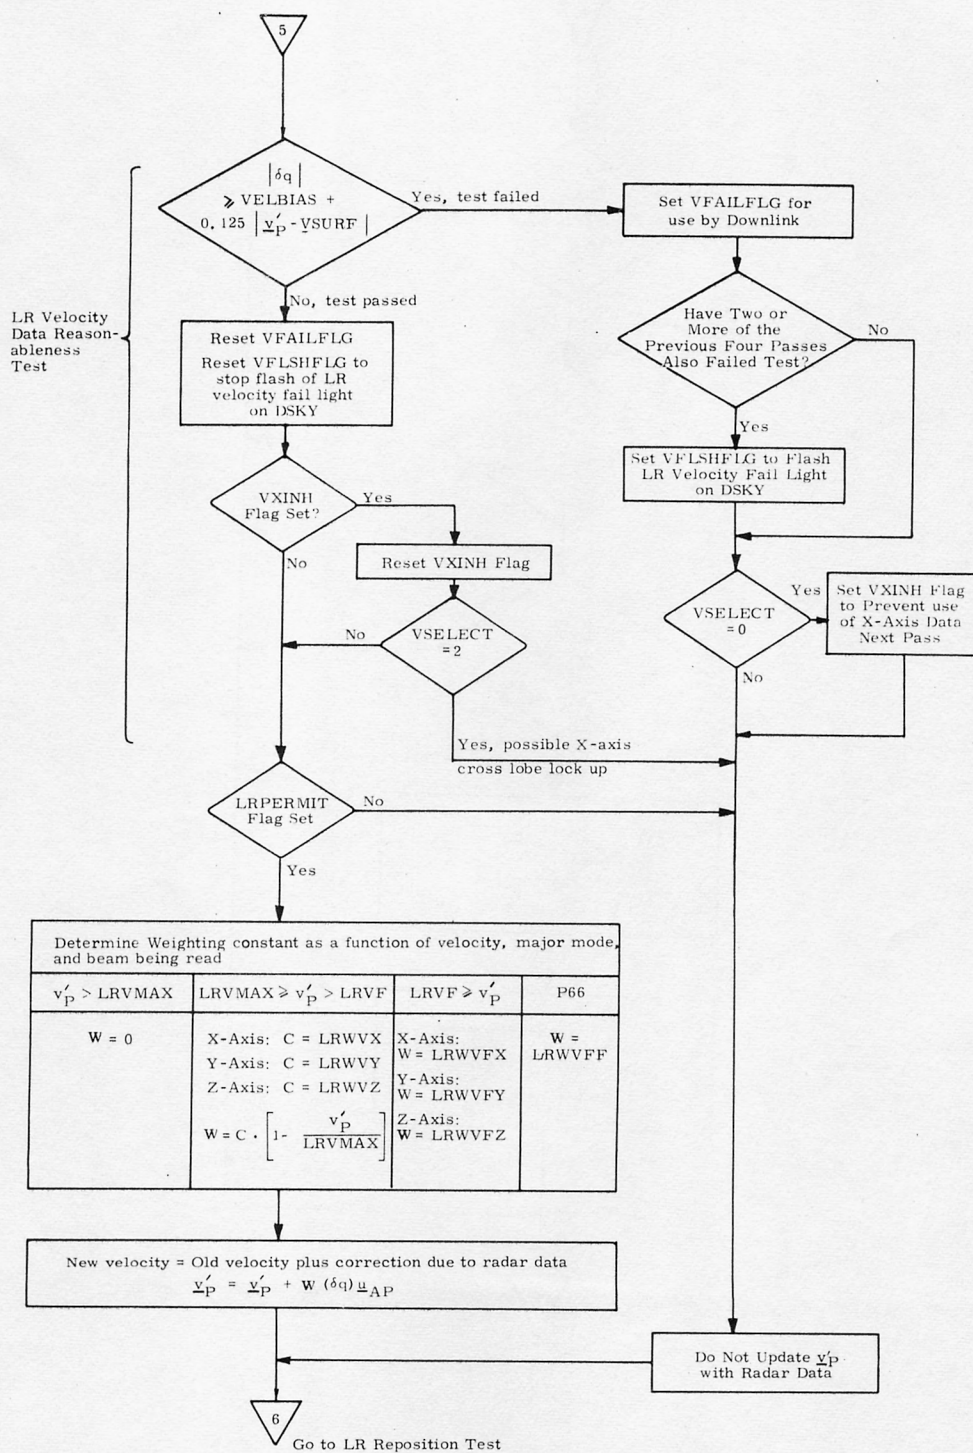 5
|δq|
⩾ VELBIAS +
0.125 |v′P - VSURF|
Yes, test failed
Set VFAILFLG for
use by Downlink
No, test passed
LR Velocity
Data Reason-
ableness
Test
Reset VFAILFLG
Reset VFLSHFLG to
stop flash of LR
velocity fail light
on DSKY
Have Two or
More of the
Previous Four Passes
Also Failed Test?
No
Yes
Set VFLSHFLG to Flash
LR Velocity Fail Light
on DSKY
VXINH
Flag Set?
Yes
No
Reset VXINH Flag
VSELECT
=2
No
VSELECT
=0
Yes
Set VXINH Flag
to Prevent use
of X-Axis Data
Next Pass
No
Yes, possible X-axis
cross lobe lock up
LRPERMIT
Flag Set
No
Yes
Determine Weighting constant as a function of velocity, major mode,
and beam being read
v′P > LRVMAX
LRVMAX ⩾ v′P > LRVF
LRVF ⩾ v′P
P66
W = 0
X-Axis: C = LRWVX
Y-Axis: C = LRWVY
Z-Axis: C = LRWVZ
W = C · [1- v′P / LRVMAX]
X-Axis:
W = LRWVFX
Y-Axis:
W = LRWVFY
Z-Axis:
W = LRWVFZ
W =
LRWVFF
New velocity = Old velocity plus correction due to radar data
v′P = v′P + W (δq) uAP
Do Not Update v′P
with Radar Data
6
Go to LR Reposition Test